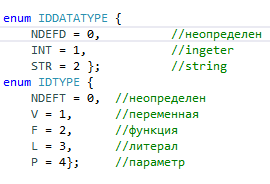 enum IDDATATYPE {
NDEFD = 0, //неопределен
INT = 1, //ingeter
STR = 2 }; //string
enum IDTYPE {
NDEFT = 0, //неопределен
V = 1, //переменная
F = 2, //функция
L = 3, //литерал
P = 4}; //параметр